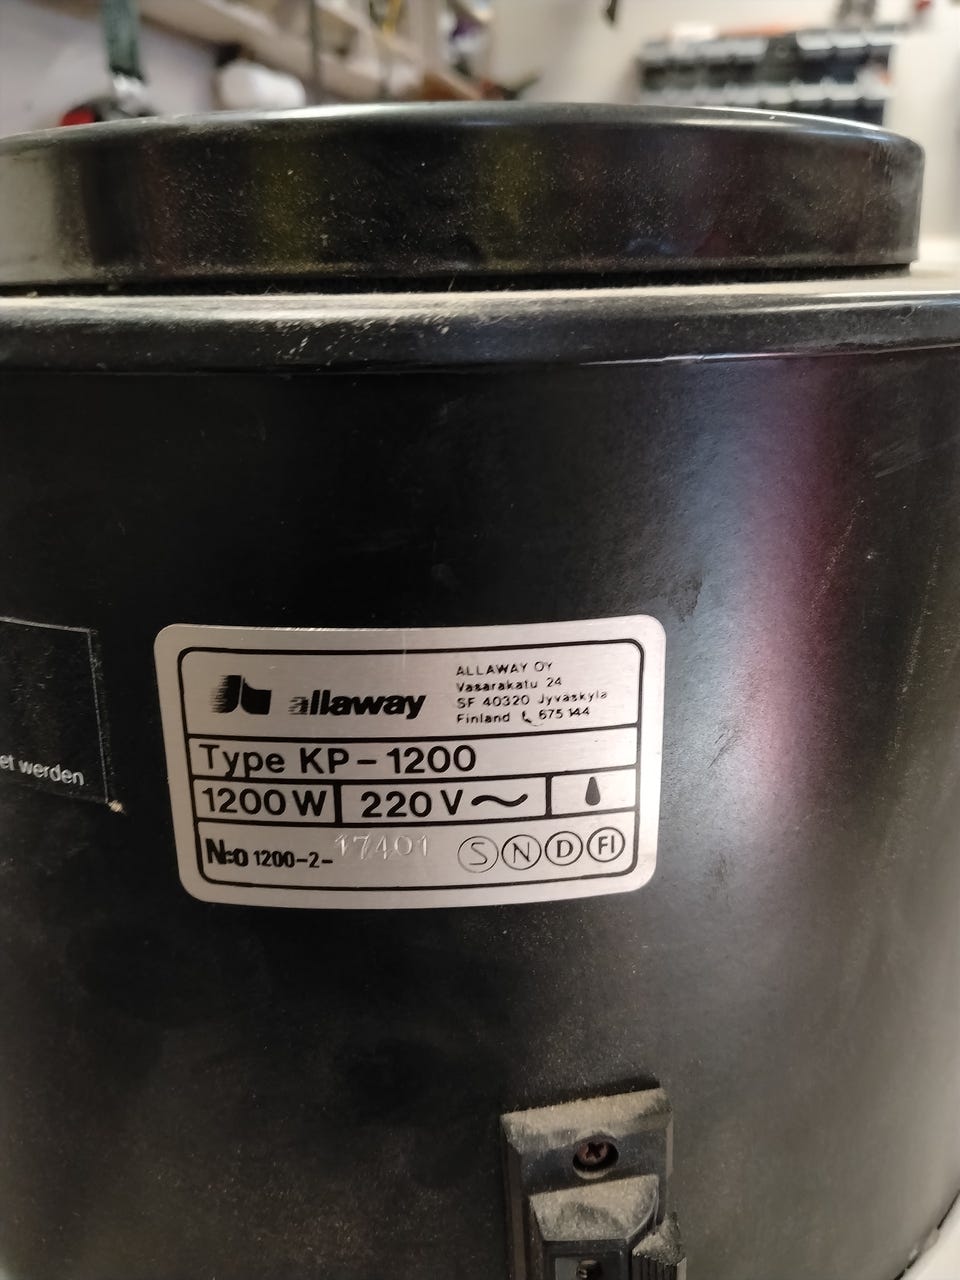 allaway
ALLAWAY OY
Vasarakatu 24
SF 40320 Jyväskylä
Finland 675 144
Type KP-1200
1200 W 220 V ~
N:o 1200-2-17401 S N D FI
et werden